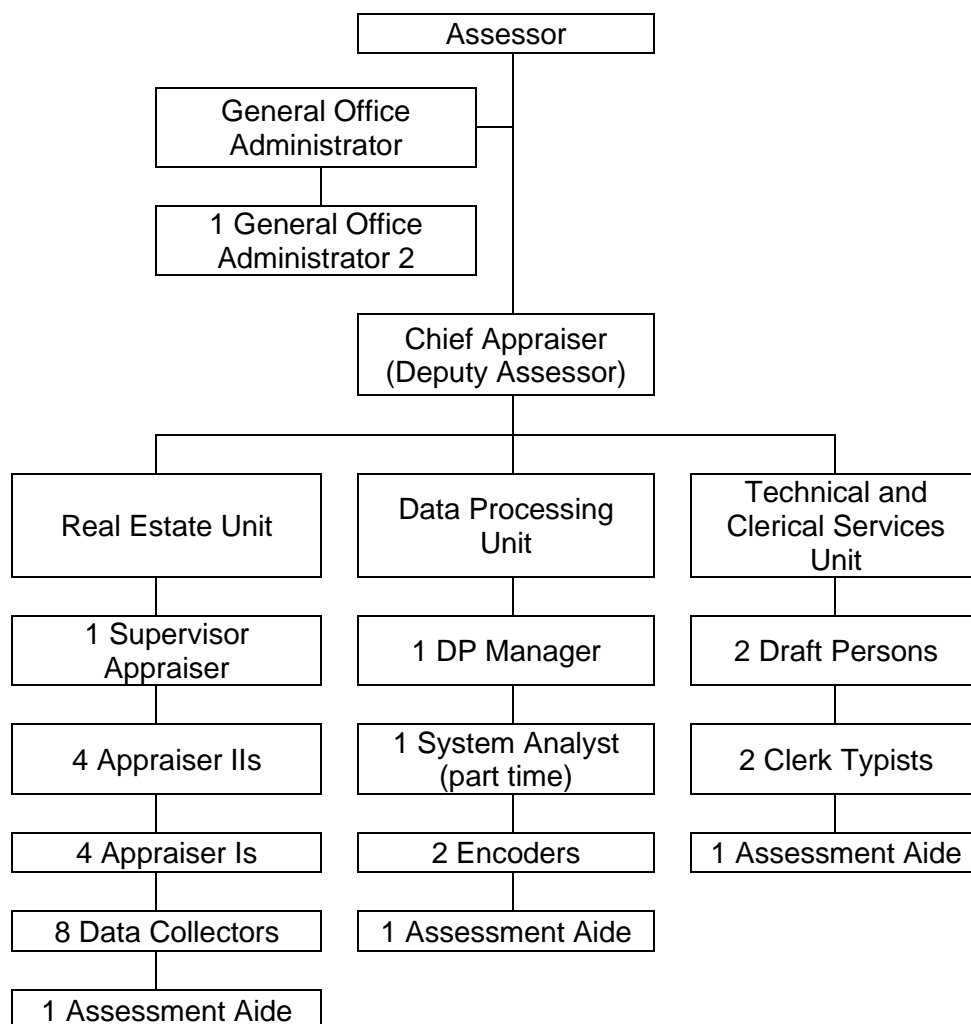 Assessor
General Office
Administrator
1 General Office
Administrator 2
Chief Appraiser
(Deputy Assessor)
Real Estate Unit
Data Processing
Unit
Technical and
Clerical Services
Unit
1 Supervisor
Appraiser
1 DP Manager
2 Draft Persons
4 Appraiser IIs
1 System Analyst
(part time)
2 Clerk Typists
4 Appraiser Is
2 Encoders
1 Assessment Aide
8 Data Collectors
1 Assessment Aide
1 Assessment Aide